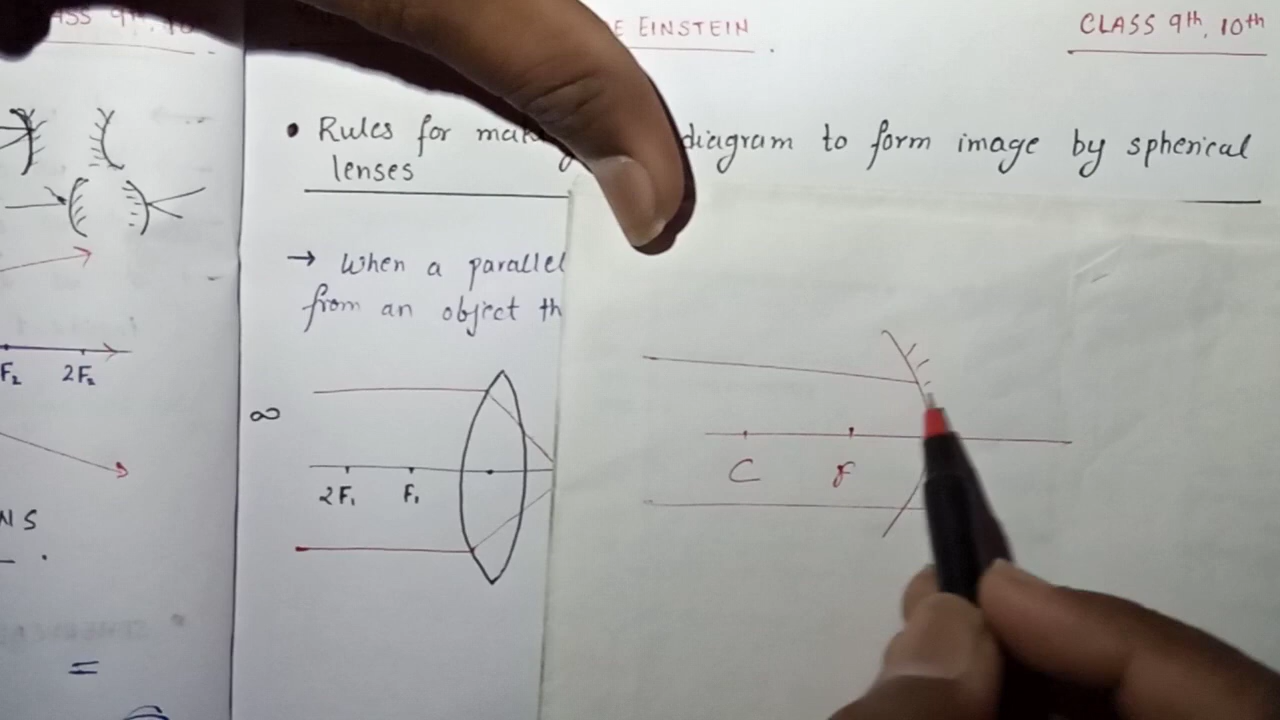 EINSTEIN
CLASS 9th, 10th
• Rules for diagram to form image by spherical
lenses
→ When a parallel
from an object th
F₂ 2F₂
∞
2F₁ F₁
C F
NS
=